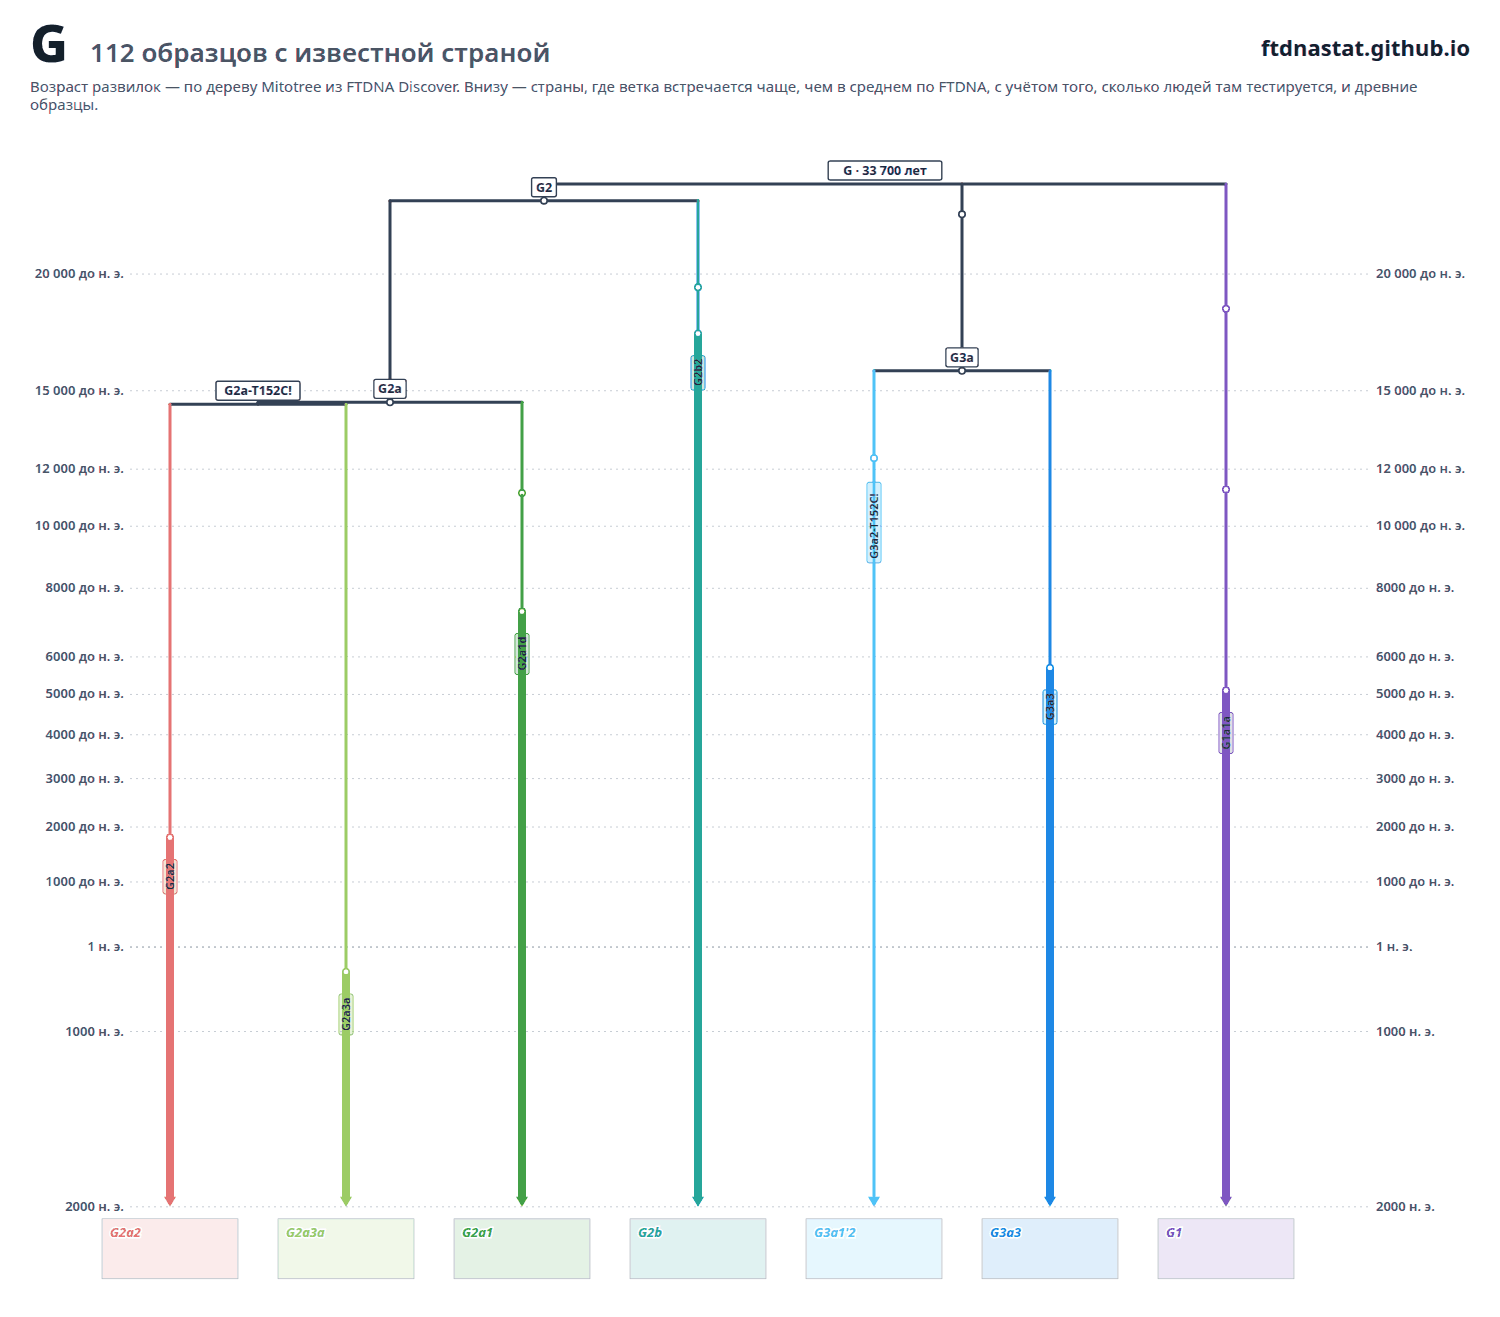 G 112 образцов с известной страной
ftdnastat.github.io
Возраст развилок — по дереву Mitotree из FTDNA Discover. Внизу — страны, где ветка встречается чаще, чем в среднем по FTDNA, с учётом того, сколько людей там тестируется, и древние
образцы.
G · 33 700 лет
G2
20 000 до н. э. 20 000 до н. э.
G3a
G2b2
G2a-T152C! G2a
15 000 до н. э. 15 000 до н. э.
12 000 до н. э. 12 000 до н. э.
G3a2-T152C!
10 000 до н. э. 10 000 до н. э.
8000 до н. э. 8000 до н. э.
G2a1d
6000 до н. э. 6000 до н. э.
5000 до н. э. 5000 до н. э.
G3a3
G1a1a
4000 до н. э. 4000 до н. э.
3000 до н. э. 3000 до н. э.
2000 до н. э. 2000 до н. э.
G2a2
1000 до н. э. 1000 до н. э.
1 н. э. 1 н. э.
G2a3a
1000 н. э. 1000 н. э.
2000 н. э. 2000 н. э.
G2a2 G2a3a G2a1 G2b G3a1'2 G3a3 G1